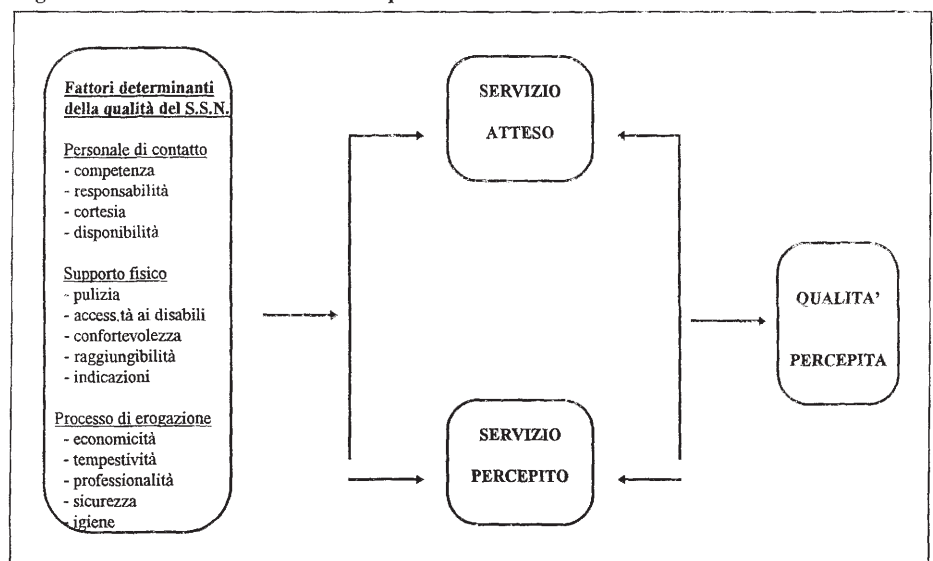 Fattori determinanti
della qualità del S.S.N.
Personale di contatto
- competenza
- responsabilità
- cortesia
- disponibilità
Supporto fisico
- pulizia
- access.tà ai disabili
- confortevolezza
- raggiungibilità
- indicazioni
Processo di erogazione
- economicità
- tempestività
- professionalità
- sicurezza
- igiene
SERVIZIO
ATTESO
SERVIZIO
PERCEPITO
QUALITA'
PERCEPITA